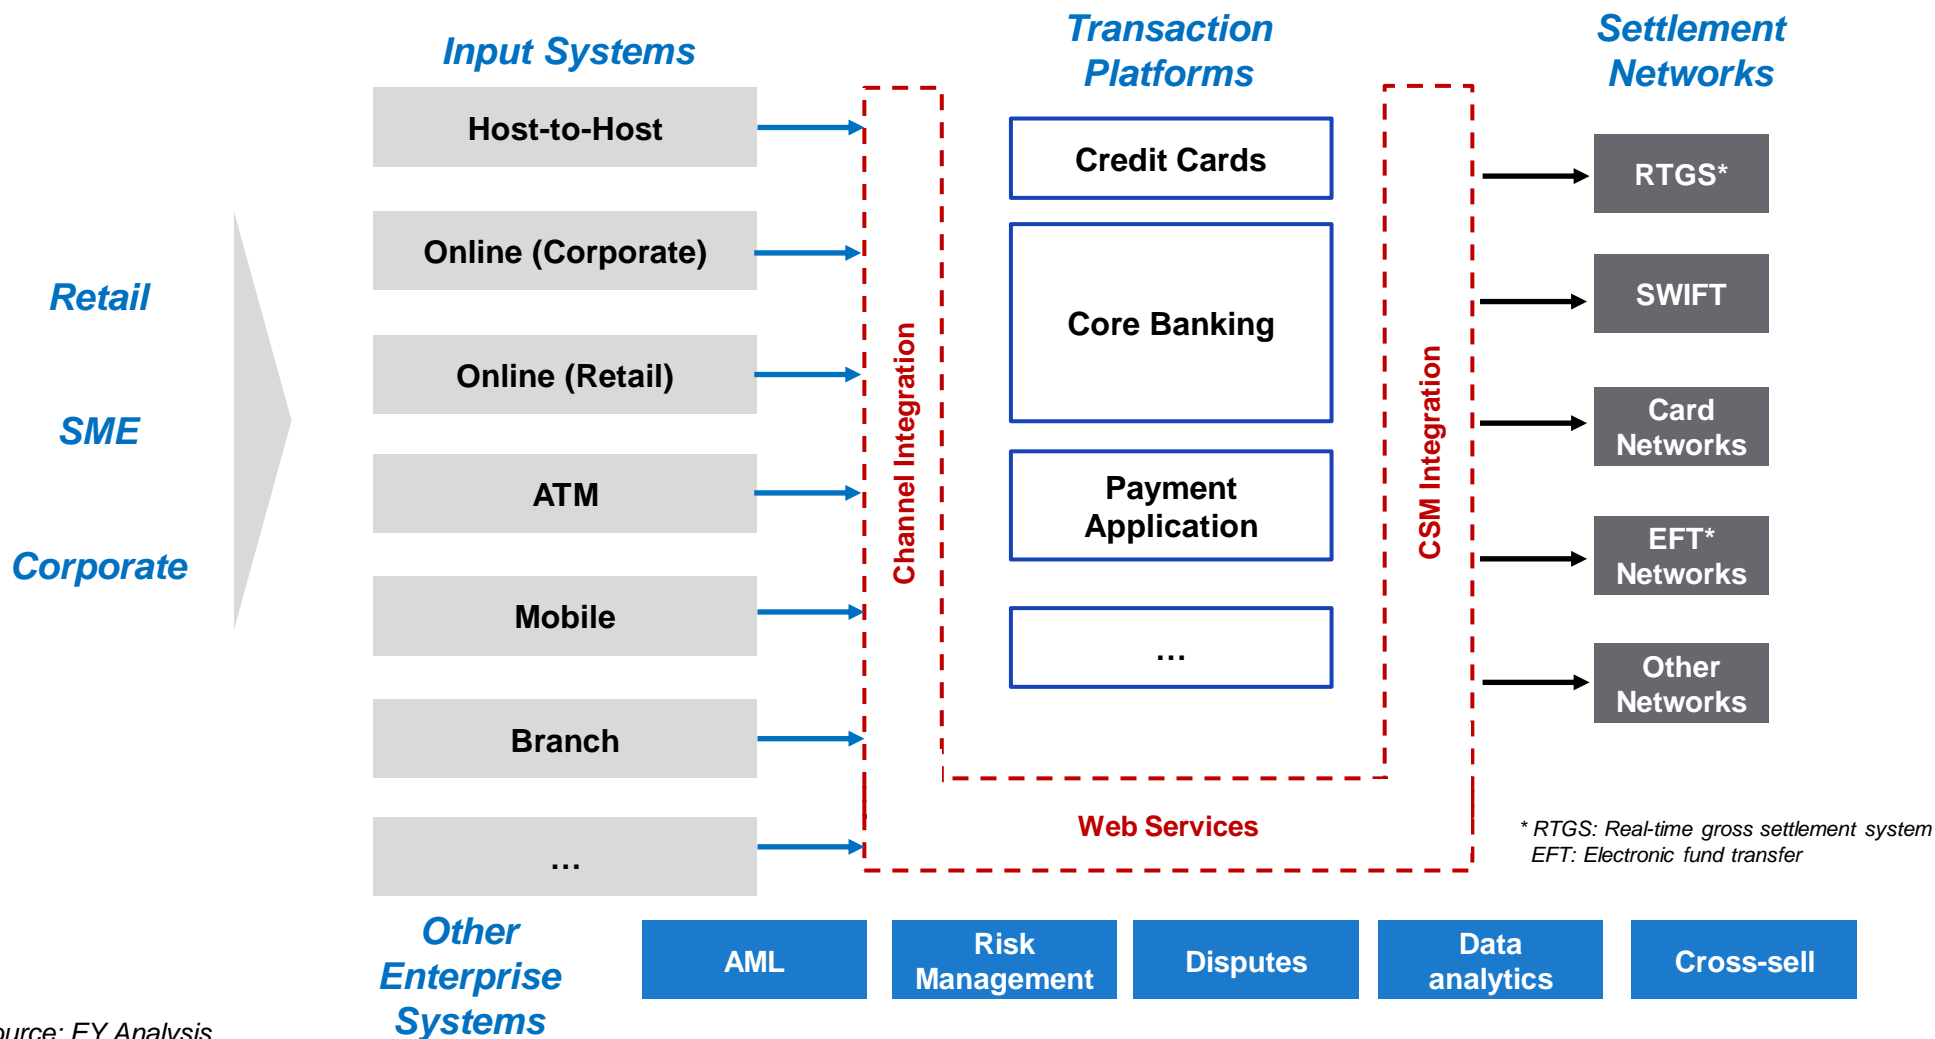 Input Systems
Transaction
Platforms
Settlement
Networks
Retail
SME
Corporate
Host-to-Host
Online (Corporate)
Online (Retail)
ATM
Mobile
Branch
…
Channel Integration
Credit Cards
Core Banking
Payment
Application
…
CSM Integration
Web Services
RTGS*
SWIFT
Card
Networks
EFT*
Networks
Other
Networks
* RTGS: Real-time gross settlement system
EFT: Electronic fund transfer
Other
Enterprise
Systems
AML
Risk
Management
Disputes
Data
analytics
Cross-sell
ource: EY Analysis